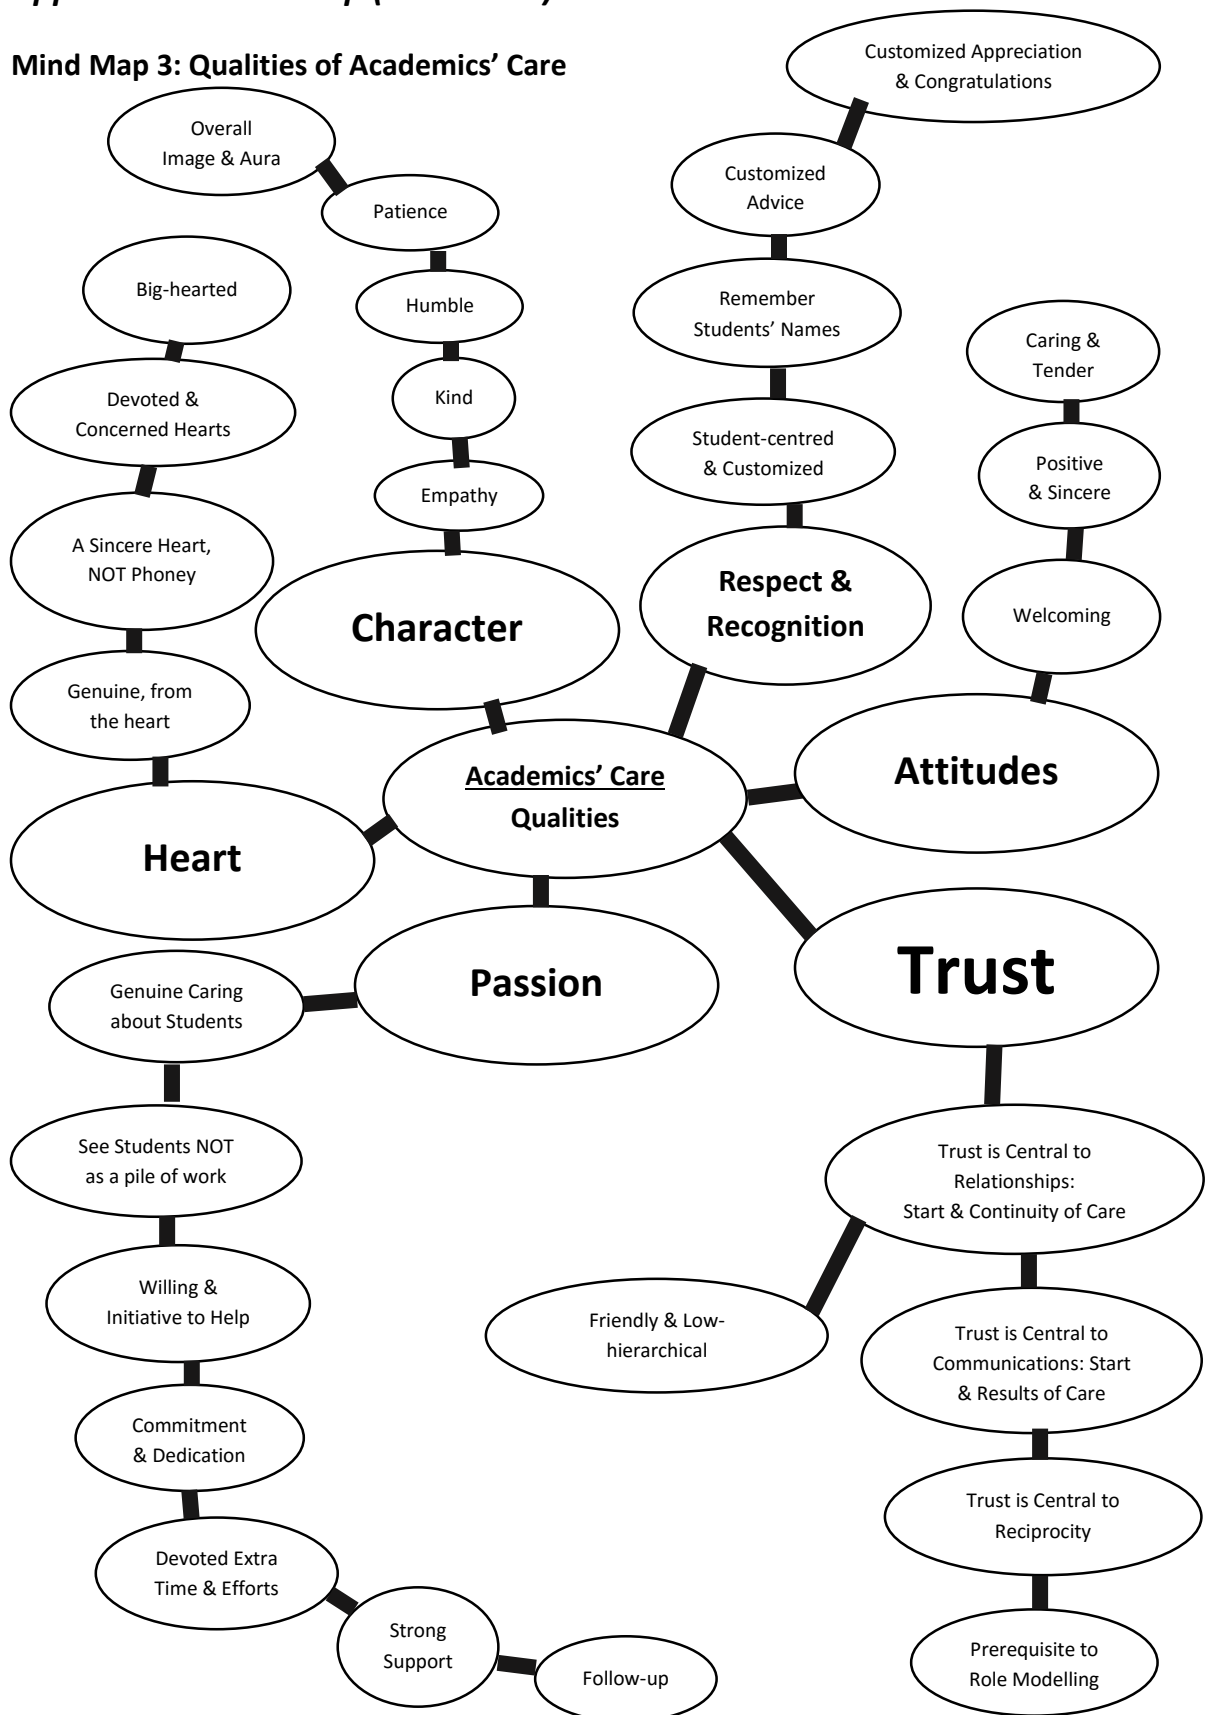 Mind Map 3: Qualities of Academics’ Care
Customized Appreciation
& Congratulations
Overall
Image & Aura
Customized
Advice
Patience
Big-hearted
Humble
Remember
Students’ Names
Caring &
Tender
Devoted &
Concerned Hearts
Kind
Student-centred
& Customized
Positive
& Sincere
Empathy
A Sincere Heart,
NOT Phoney
Character
Respect &
Recognition
Welcoming
Genuine, from
the heart
Academics’ Care
Qualities
Attitudes
Heart
Trust
Passion
Genuine Caring
about Students
See Students NOT
as a pile of work
Trust is Central to
Relationships:
Start & Continuity of Care
Willing &
Initiative to Help
Friendly & Low-
hierarchical
Trust is Central to
Communications: Start
& Results of Care
Commitment
& Dedication
Trust is Central to
Reciprocity
Devoted Extra
Time & Efforts
Strong
Support
Follow-up
Prerequisite to
Role Modelling